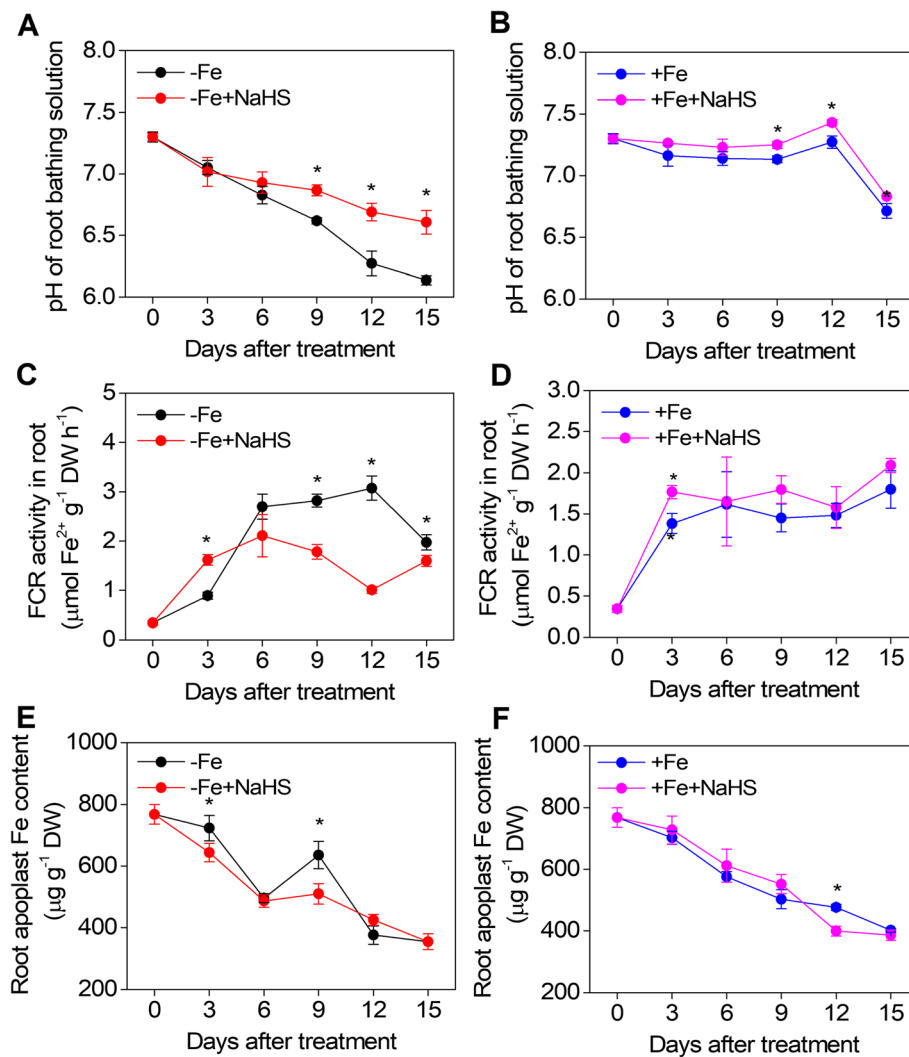 A
8.0
7.5
7.0
6.5
6.0
pH of root bathing solution
-Fe
-Fe+NaHS
*
*
*
0 3 6 9 12 15
Days after treatment
B
8.0
7.5
7.0
6.5
6.0
pH of root bathing solution
+Fe
+Fe+NaHS
*
*
*
0 3 6 9 12 15
Days after treatment
C
5
4
3
2
1
0
FCR activity in root
(μmol Fe²⁺ g⁻¹ DW h⁻¹)
-Fe
-Fe+NaHS
*
*
*
*
0 3 6 9 12 15
Days after treatment
D
3.0
2.5
2.0
1.5
1.0
0.5
0.0
FCR activity in root
(μmol Fe²⁺ g⁻¹ DW h⁻¹)
+Fe
+Fe+NaHS
*
*
0 3 6 9 12 15
Days after treatment
E
1000
800
600
400
200
Root apoplast Fe content
(μg g⁻¹ DW)
-Fe
-Fe+NaHS
*
*
0 3 6 9 12 15
Days after treatment
F
1000
800
600
400
200
Root apoplast Fe content
(μg g⁻¹ DW)
+Fe
+Fe+NaHS
*
0 3 6 9 12 15
Days after treatment